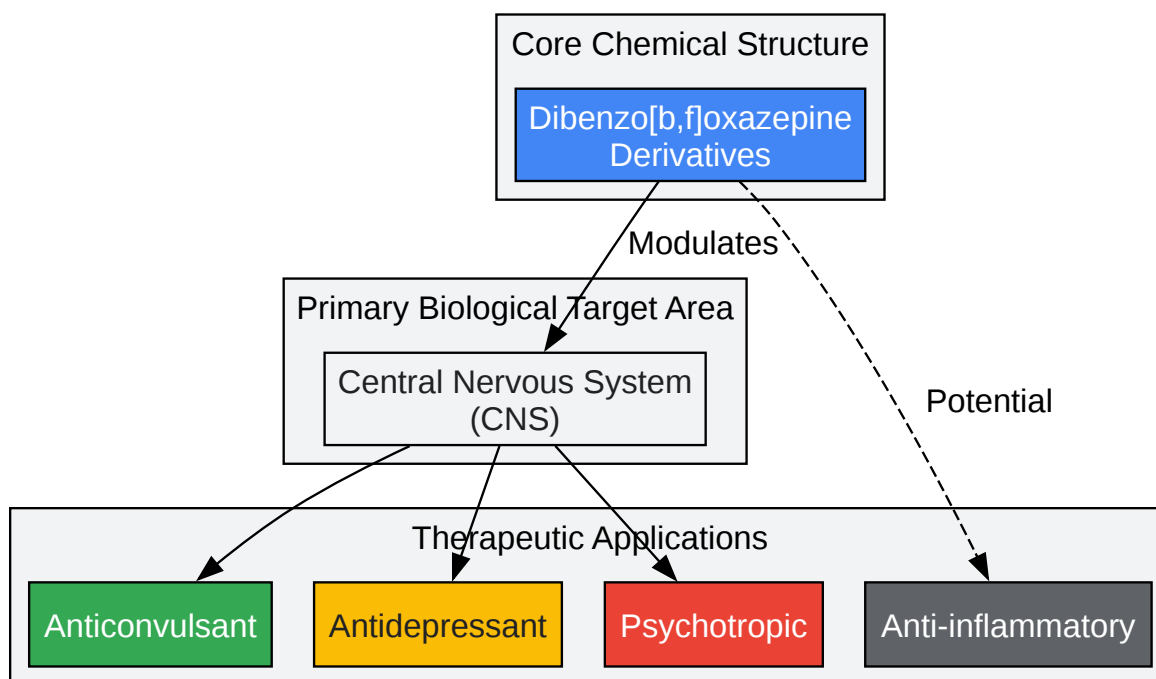 Core Chemical Structure
Dibenzo[b,f]oxazepine
Derivatives
Modulates
Primary Biological Target Area
Central Nervous System
(CNS)
Potential
Therapeutic Applications
Anticonvulsant
Antidepressant
Psychotropic
Anti-inflammatory